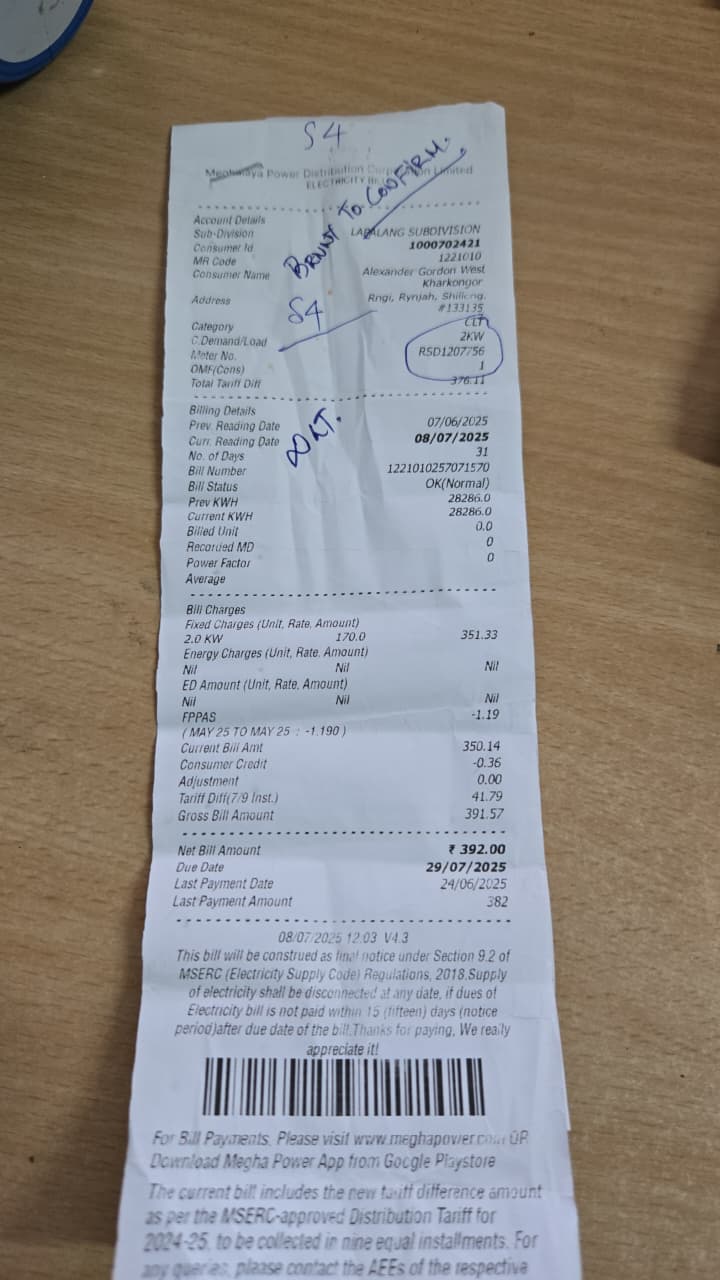 S4
Meghalaya Power Distribution Corporation Limited
ELECTRICITY
BRUNT TO CONFIRM.
Account Details
Sub-Division LAPALANG SUBDIVISION
Consumer Id 1000702421
MR Code 1221010
Consumer Name Alexander Gordon West
Kharkongor
Address Rngi, Rynjah, Shillong,
#133135
S4
Category CLT
C.Demand/Load 2KW
Meter No. RSD1207756
OMF(Cons) 1
Total Tariff Diff 376.11
Billing Details
Prev. Reading Date 07/06/2025
Curr. Reading Date 08/07/2025
No. of Days 31
Bill Number 1221010257071570
Bill Status OK(Normal)
Prev KWH 28286.0
Current KWH 28286.0
Billed Unit 0.0
Recorded MD 0
Power Factor 0
Average
Bill Charges
Fixed Charges (Unit, Rate, Amount)
2.0 KW 170.0 351.33
Energy Charges (Unit, Rate, Amount)
Nil Nil Nil
ED Amount (Unit, Rate, Amount)
Nil Nil Nil
FPPAS -1.19
( MAY 25 TO MAY 25 : -1.190 )
Current Bill Amt 350.14
Consumer Credit -0.36
Adjustment 0.00
Tariff Diff(7/9 Inst.) 41.79
Gross Bill Amount 391.57
Net Bill Amount ₹ 392.00
Due Date 29/07/2025
Last Payment Date 24/06/2025
Last Payment Amount 382
08/07/2025 12:03 V4.3
This bill will be construed as final notice under Section 9.2 of
MSERC (Electricity Supply Code) Regulations, 2018.Supply
of electricity shall be disconnected at any date, if dues of
Electricity bill is not paid within 15 (fifteen) days (notice
period)after due date of the bill.Thanks for paying, We really
appreciate it!
For Bill Payments, Please visit www.meghapower.com OR
Download Megha Power App from Google Playstore
The current bill includes the new tariff difference amount
as per the MSERC-approved Distribution Tariff for
2024-25, to be collected in nine equal installments. For
any queries, please contact the AEEs of the respective